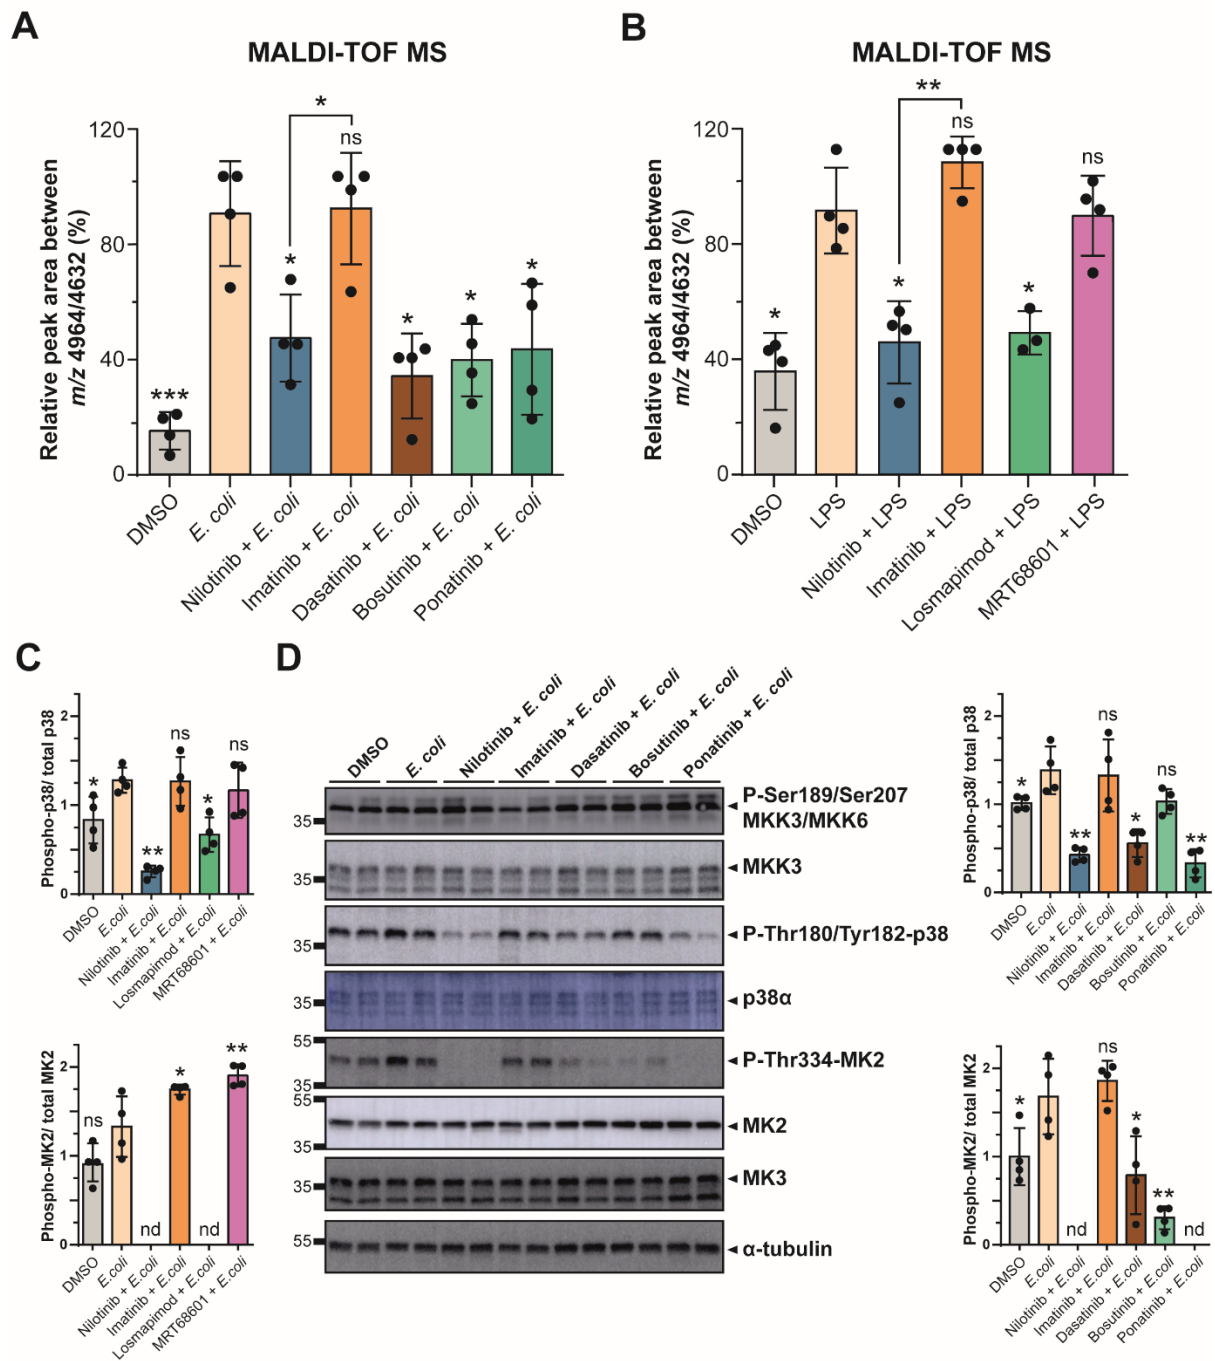 A
MALDI-TOF MS
Relative peak area between
m/z 4964/4632 (%)
120
80
40
0
***
*
*
ns
*
*
*
DMSO
E. coli
Nilotinib + E. coli
Imatinib + E. coli
Dasatinib + E. coli
Bosutinib + E. coli
Ponatinib + E. coli
B
MALDI-TOF MS
Relative peak area between
m/z 4964/4632 (%)
120
80
40
0
*
*
**
ns
*
ns
DMSO
LPS
Nilotinib + LPS
Imatinib + LPS
Losmapimod + LPS
MRT68601 + LPS
C
Phospho-p38/ total p38
2
1
0
*
**
ns
*
ns
DMSO
E.coli
Nilotinib + E.coli
Imatinib + E.coli
Losmapimod + E.coli
MRT68601 + E.coli
Phospho-MK2/ total MK2
2
1
0
ns
nd
*
nd
**
DMSO
E.coli
Nilotinib + E.coli
Imatinib + E.coli
Losmapimod + E.coli
MRT68601 + E.coli
D
DMSO
E. coli
Nilotinib + E. coli
Imatinib + E. coli
Dasatinib + E. coli
Bosutinib + E. coli
Ponatinib + E. coli
35
P-Ser189/Ser207
MKK3/MKK6
35
MKK3
35
P-Thr180/Tyr182-p38
35
p38α
55
35
P-Thr334-MK2
55
35
MK2
35
MK3
55
α-tubulin
Phospho-p38/ total p38
2
1
0
*
**
ns
*
ns
**
DMSO
E.coli
Nilotinib + E.coli
Imatinib + E.coli
Dasatinib + E.coli
Bosutinib + E.coli
Ponatinib + E.coli
Phospho-MK2/ total MK2
2
1
0
*
nd
ns
*
**
nd
DMSO
E.coli
Nilotinib + E.coli
Imatinib + E.coli
Dasatinib + E.coli
Bosutinib + E.coli
Ponatinib + E.coli